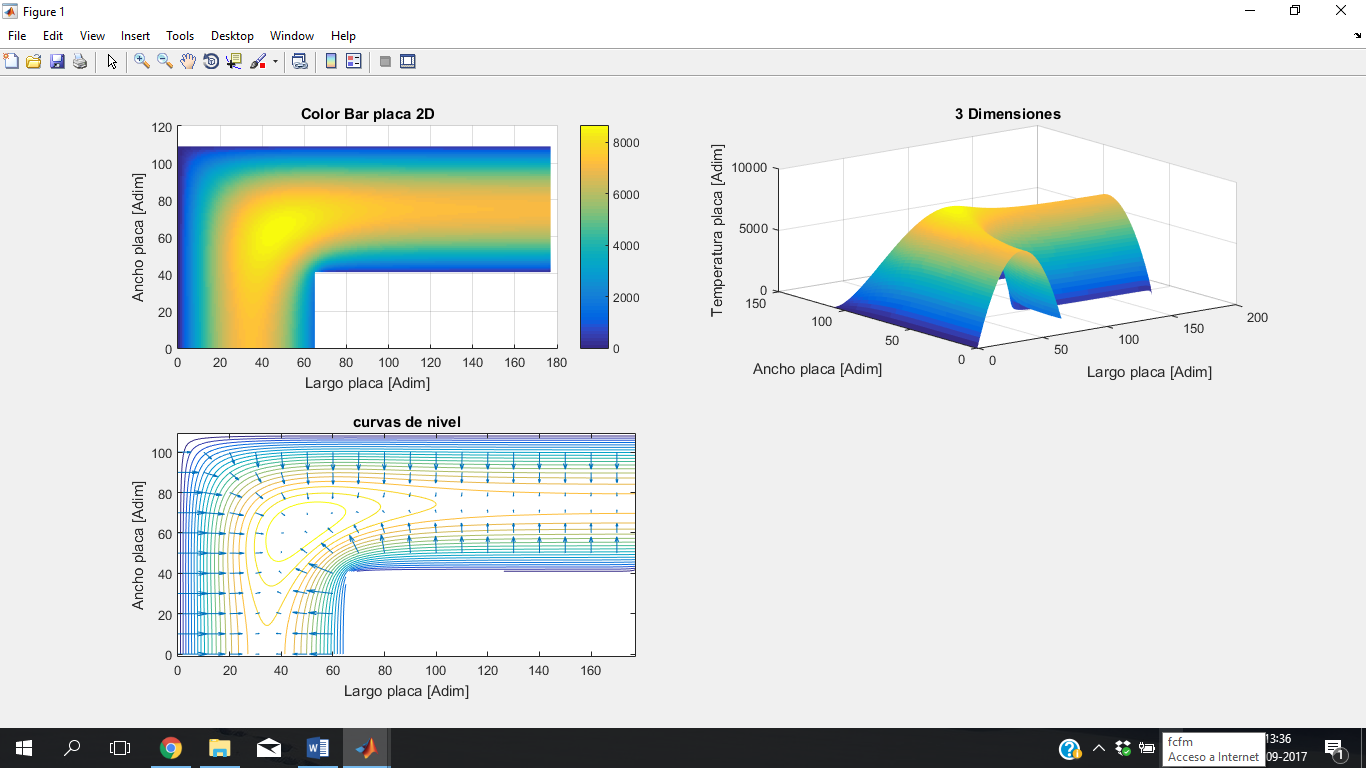 Figure 1
File Edit View Insert Tools Desktop Window Help
Color Bar placa 2D
120
100
80
60
40
20
0
Ancho placa [Adim]
0 20 40 60 80 100 120 140 160 180
Largo placa [Adim]
8000
6000
4000
2000
0
3 Dimensiones
10000
5000
0
Temperatura placa [Adim]
150
100
50
0
Ancho placa [Adim]
0
50
100
150
200
Largo placa [Adim]
curvas de nivel
100
80
60
40
20
0
Ancho placa [Adim]
0 20 40 60 80 100 120 140 160
Largo placa [Adim]
fcfm
Acceso a Internet
13:36
09-2017
1